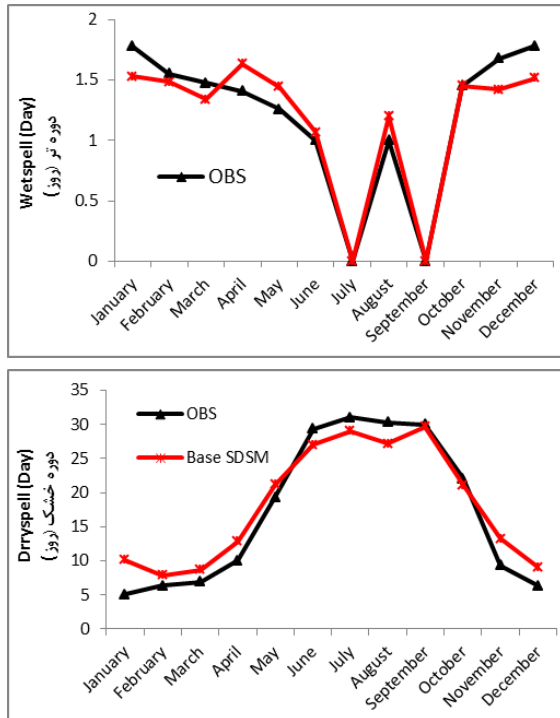 2
1.5
1
0.5
0
Wetspell (Day)
دوره تر (روز)
OBS
January
February
March
April
May
June
July
August
September
October
November
December
35
30
25
20
15
10
5
0
Drryspell (Day)
دوره خشک (روز)
OBS
Base SDSM
January
February
March
April
May
June
July
August
September
October
November
December